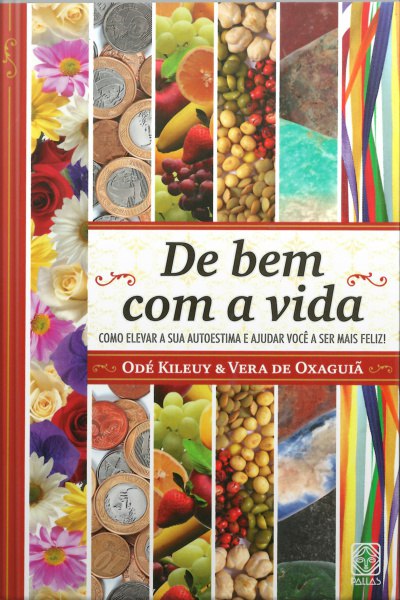 De bem
com a vida
COMO ELEVAR A SUA AUTOESTIMA E AJUDAR VOCÊ A SER MAIS FELIZ!
ODÉ KILEUY & VERA DE OXAGUIÃ
PALLAS